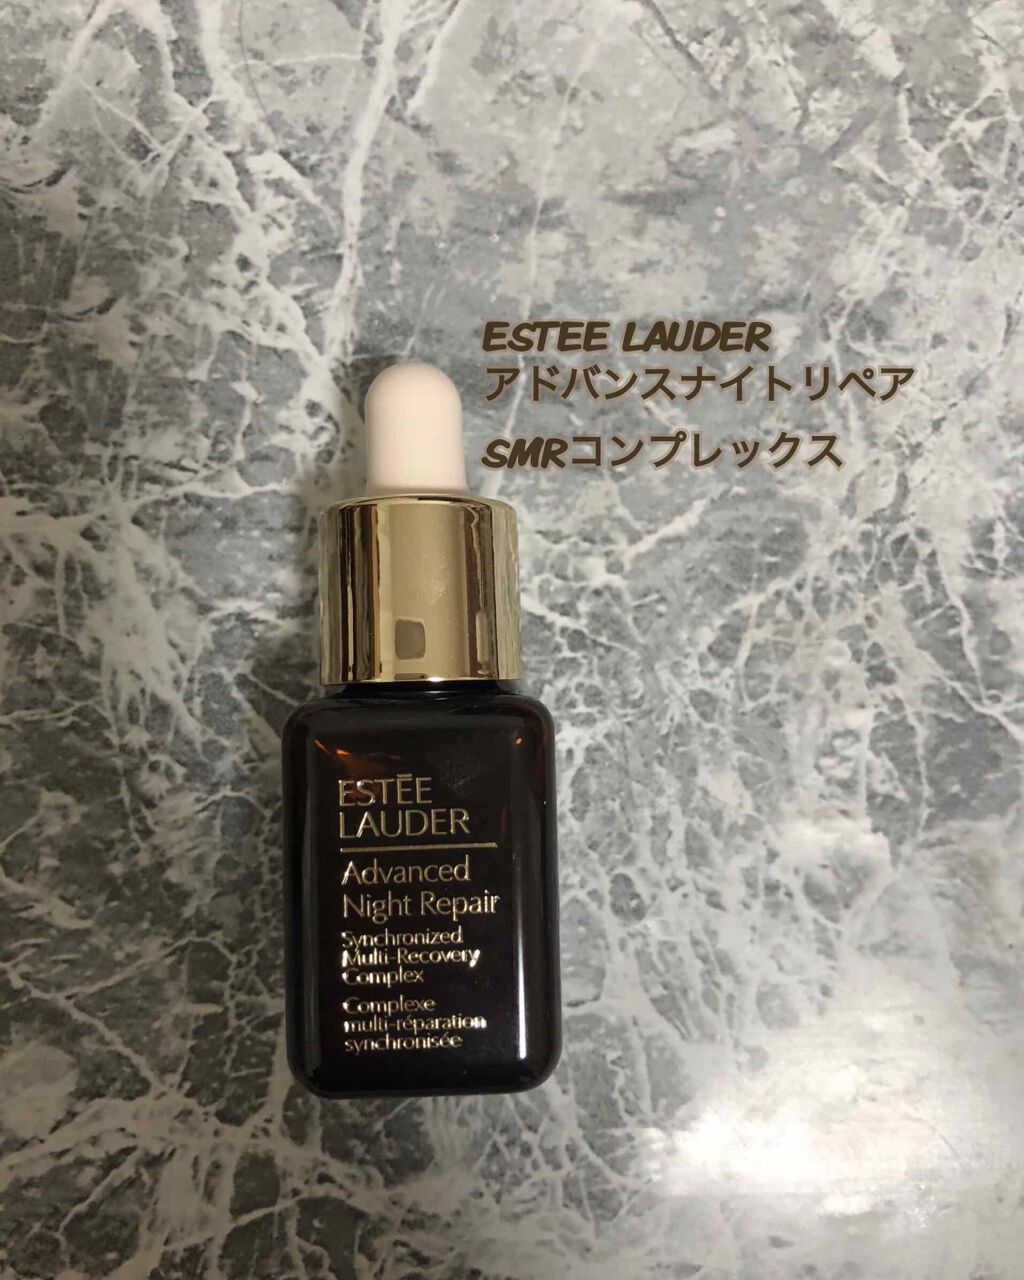 ESTEE LAUDER
アドバンスナイトリペア
SMRコンプレックス
ESTĒE
LAUDER
Advanced
Night Repair
Synchronized
Multi-Recovery
Complex
Complexe
multi-réparation
synchronisée